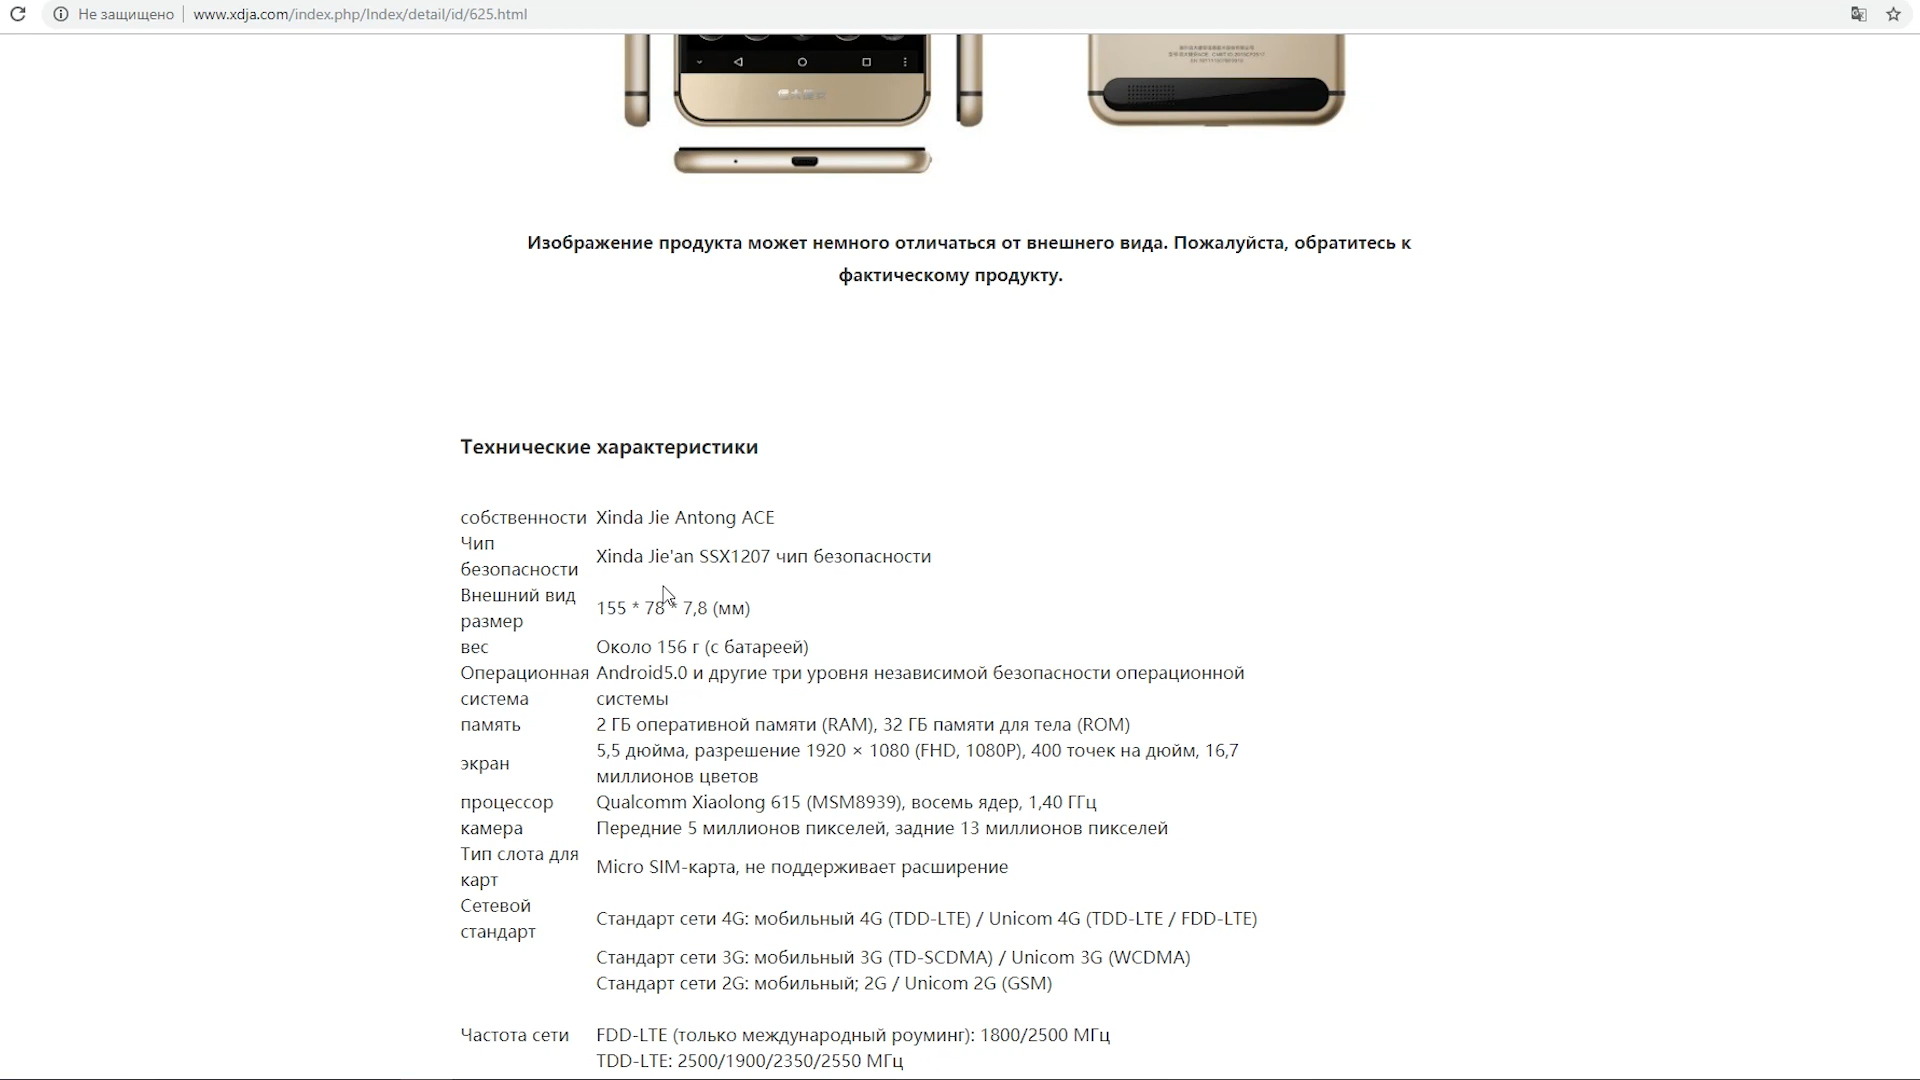 Не защищено www.xdja.com/index.php/Index/detail/id/625.html
Изображение продукта может немного отличаться от внешнего вида. Пожалуйста, обратитесь к
фактическому продукту.
Технические характеристики
собственности Xinda Jie Antong ACE
Чип
безопасности
Xinda Jie'an SSX1207 чип безопасности
Внешний вид
размер
155 * 78 * 7,8 (мм)
вес Около 156 г (с батареей)
Операционная Android5.0 и другие три уровня независимой безопасности операционной
система системы
память 2 ГБ оперативной памяти (RAM), 32 ГБ памяти для тела (ROM)
экран
5,5 дюйма, разрешение 1920 × 1080 (FHD, 1080P), 400 точек на дюйм, 16,7
миллионов цветов
процессор Qualcomm Xiaolong 615 (MSM8939), восемь ядер, 1,40 ГГц
камера Передние 5 миллионов пикселей, задние 13 миллионов пикселей
Тип слота для
карт
Micro SIM-карта, не поддерживает расширение
Сетевой
стандарт
Стандарт сети 4G: мобильный 4G (TDD-LTE) / Unicom 4G (TDD-LTE / FDD-LTE)
Стандарт сети 3G: мобильный 3G (TD-SCDMA) / Unicom 3G (WCDMA)
Стандарт сети 2G: мобильный; 2G / Unicom 2G (GSM)
Частота сети FDD-LTE (только международный роуминг): 1800/2500 МГц
TDD-LTE: 2500/1900/2350/2550 МГц